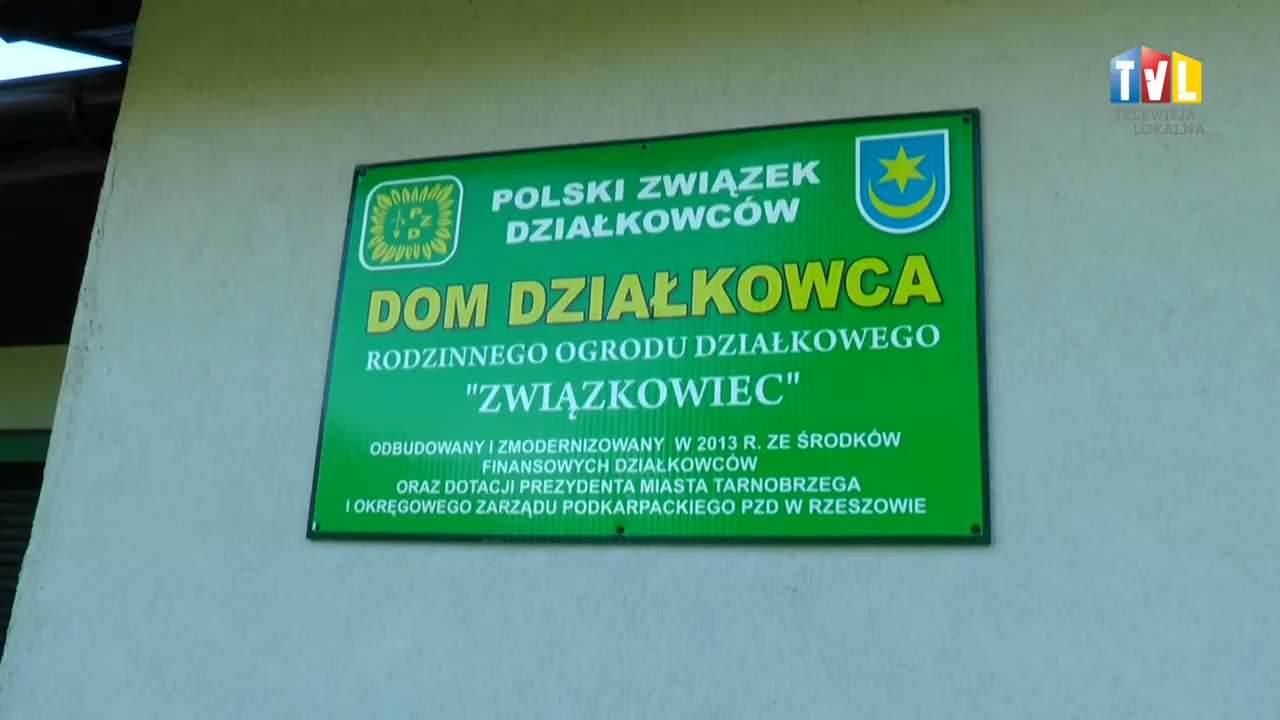 TVL
TELEWIZJA
LOKALNA
PZD
POLSKI ZWIĄZEK
DZIAŁKOWCÓW
DOM DZIAŁKOWCA
RODZINNEGO OGRODU DZIAŁKOWEGO
"ZWIĄZKOWIEC"
ODBUDOWANY I ZMODERNIZOWANY W 2013 R. ZE ŚRODKÓW
FINANSOWYCH DZIAŁKOWCÓW
ORAZ DOTACJI PREZYDENTA MIASTA TARNOBRZEGA
I OKRĘGOWEGO ZARZĄDU PODKARPACKIEGO PZD W RZESZOWIE